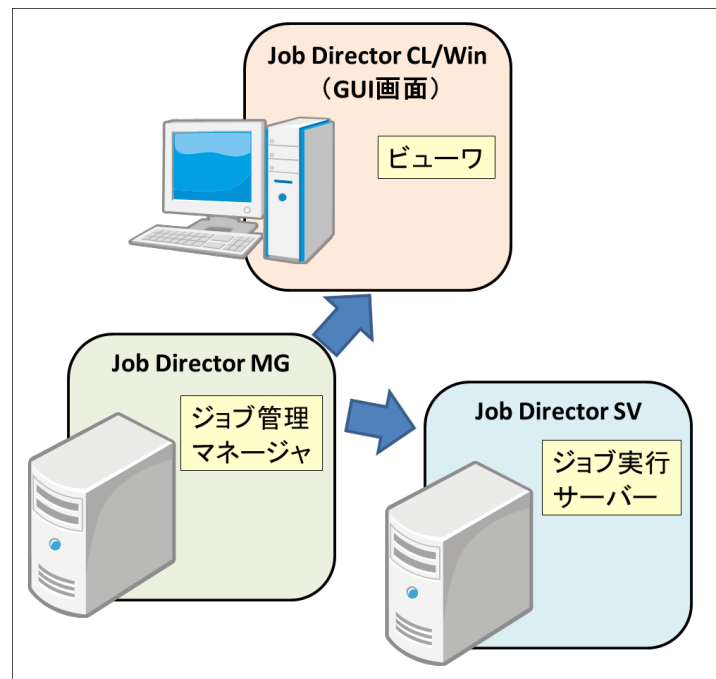 Job Director CL/Win
（GUI画面）
ビューワ
Job Director MG
ジョブ管理
マネージャ
Job Director SV
ジョブ実行
サーバー